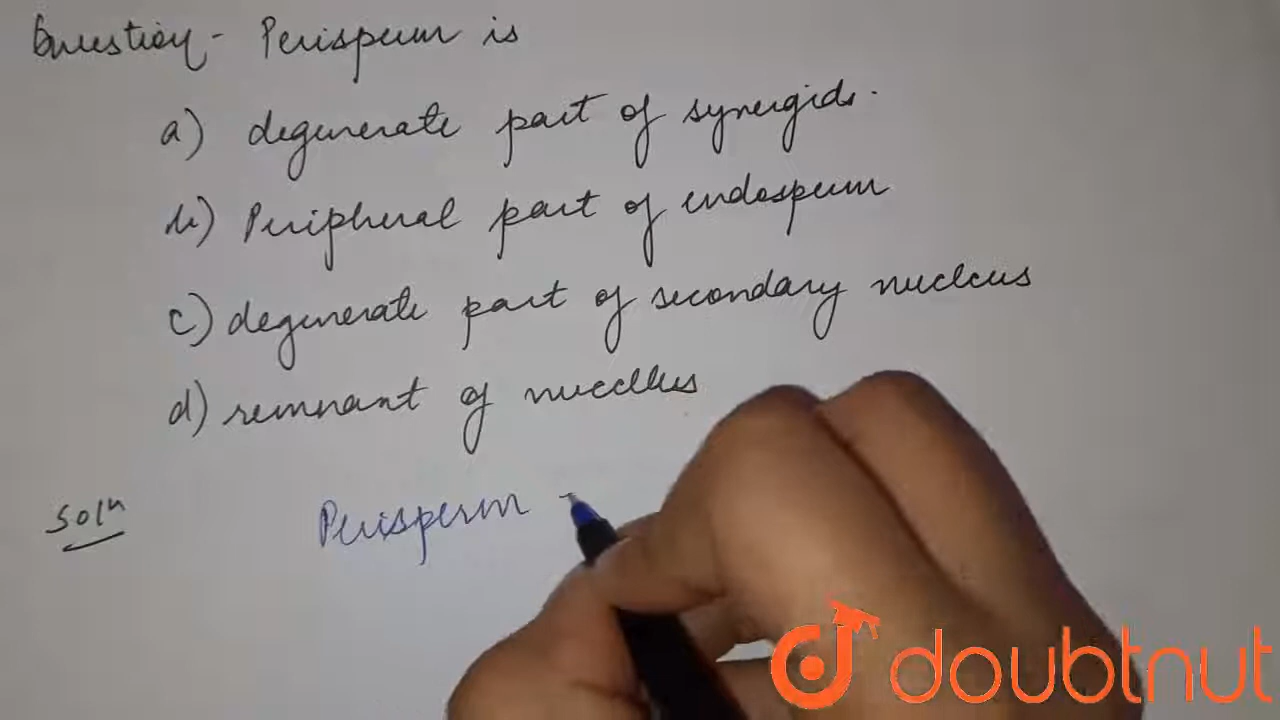 Question - Perisperm is
a) degenerate part of synergids.
b) Peripheral part of endosperm
c) degenerate part of secondary nucleus
d) remnant of nucellus
Soln
Perisperm
doubtnut